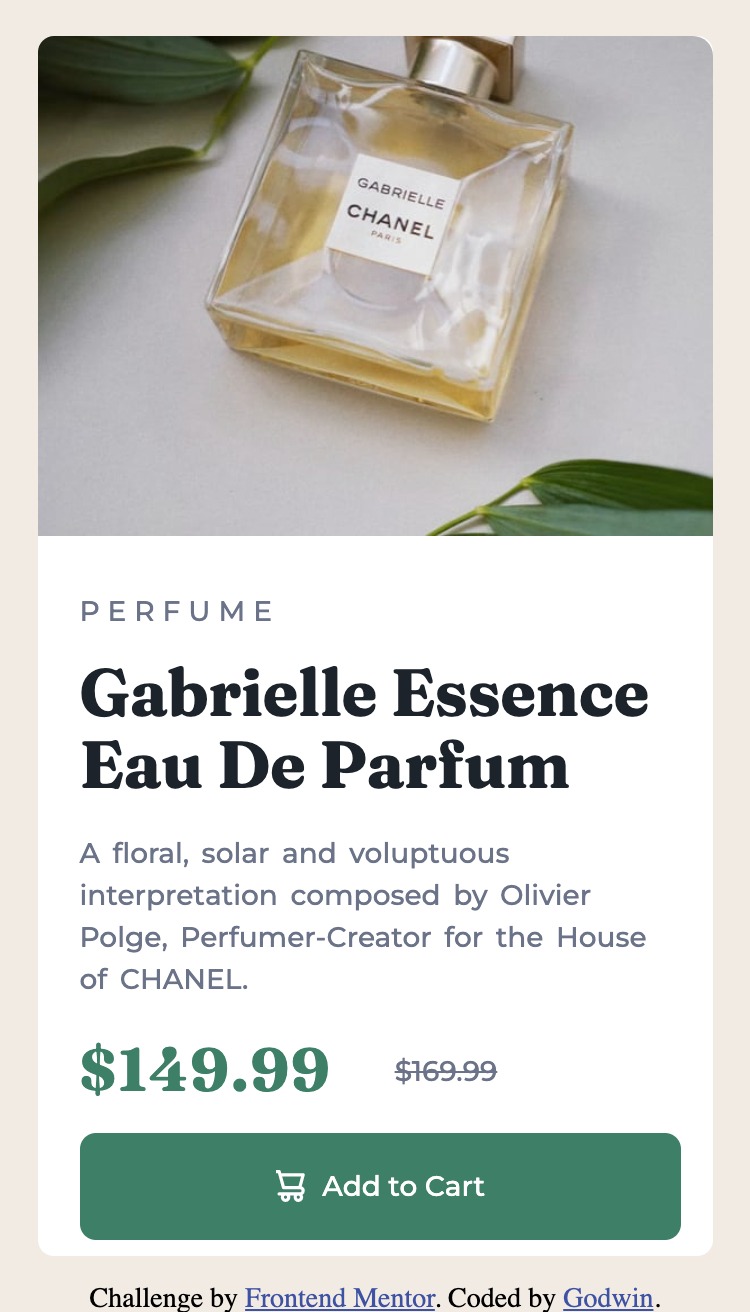 GABRIELLE
CHANEL
PARIS
PERFUME
Gabrielle Essence
Eau De Parfum
A floral, solar and voluptuous
interpretation composed by Olivier
Polge, Perfumer-Creator for the House
of CHANEL.
$149.99 $169.99
Add to Cart
Challenge by Frontend Mentor. Coded by Godwin.